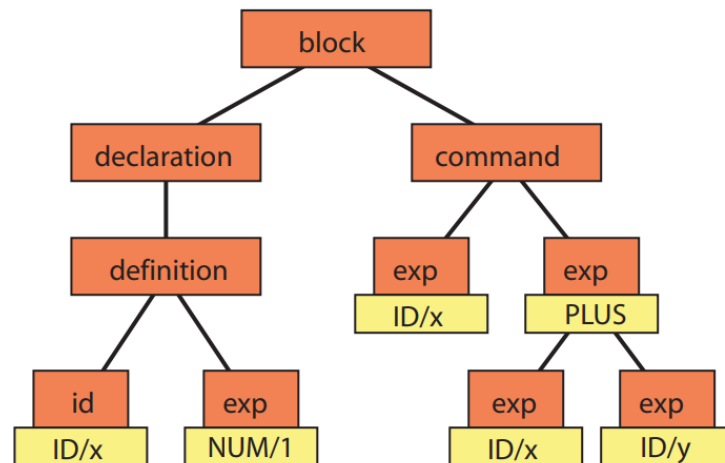 block
declaration
command
definition
exp
exp
ID/x
PLUS
id
exp
exp
exp
ID/x
NUM/1
ID/x
ID/y